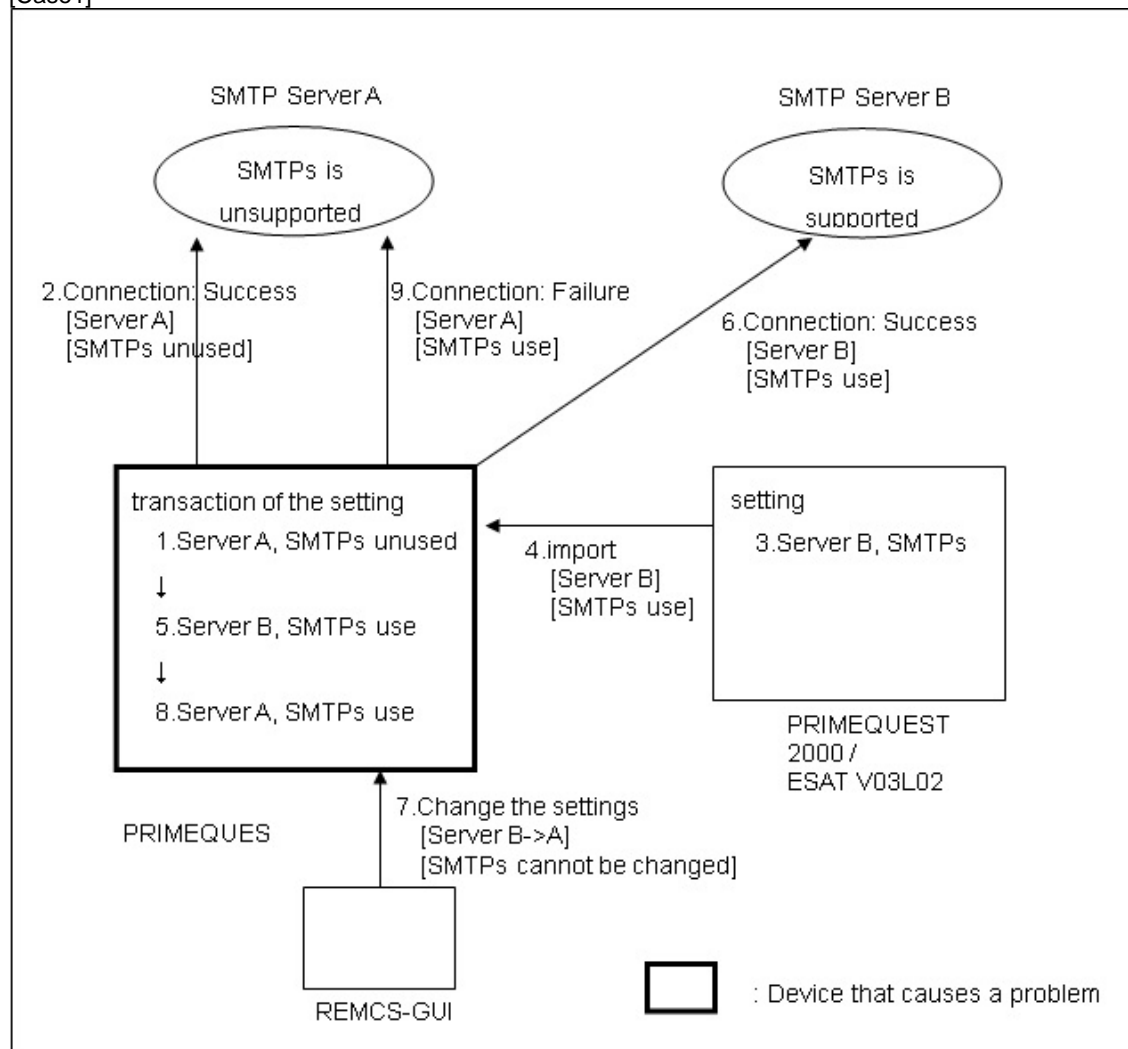 [Case1]
SMTP Server A
SMTP Server B
SMTPs is
unsupported
SMTPs is
supported
2.Connection: Success
[Server A]
[SMTPs unused]
9.Connection: Failure
[Server A]
[SMTPs use]
6.Connection: Success
[Server B]
[SMTPs use]
transaction of the setting
1.Server A, SMTPs unused
↓
5.Server B, SMTPs use
↓
8.Server A, SMTPs use
4.import
[Server B]
[SMTPs use]
setting
3.Server B, SMTPs
PRIMEQUEST
2000 /
ESAT V03L02
PRIMEQUES
7.Change the settings
[Server B->A]
[SMTPs cannot be changed]
REMCS-GUI
: Device that causes a problem